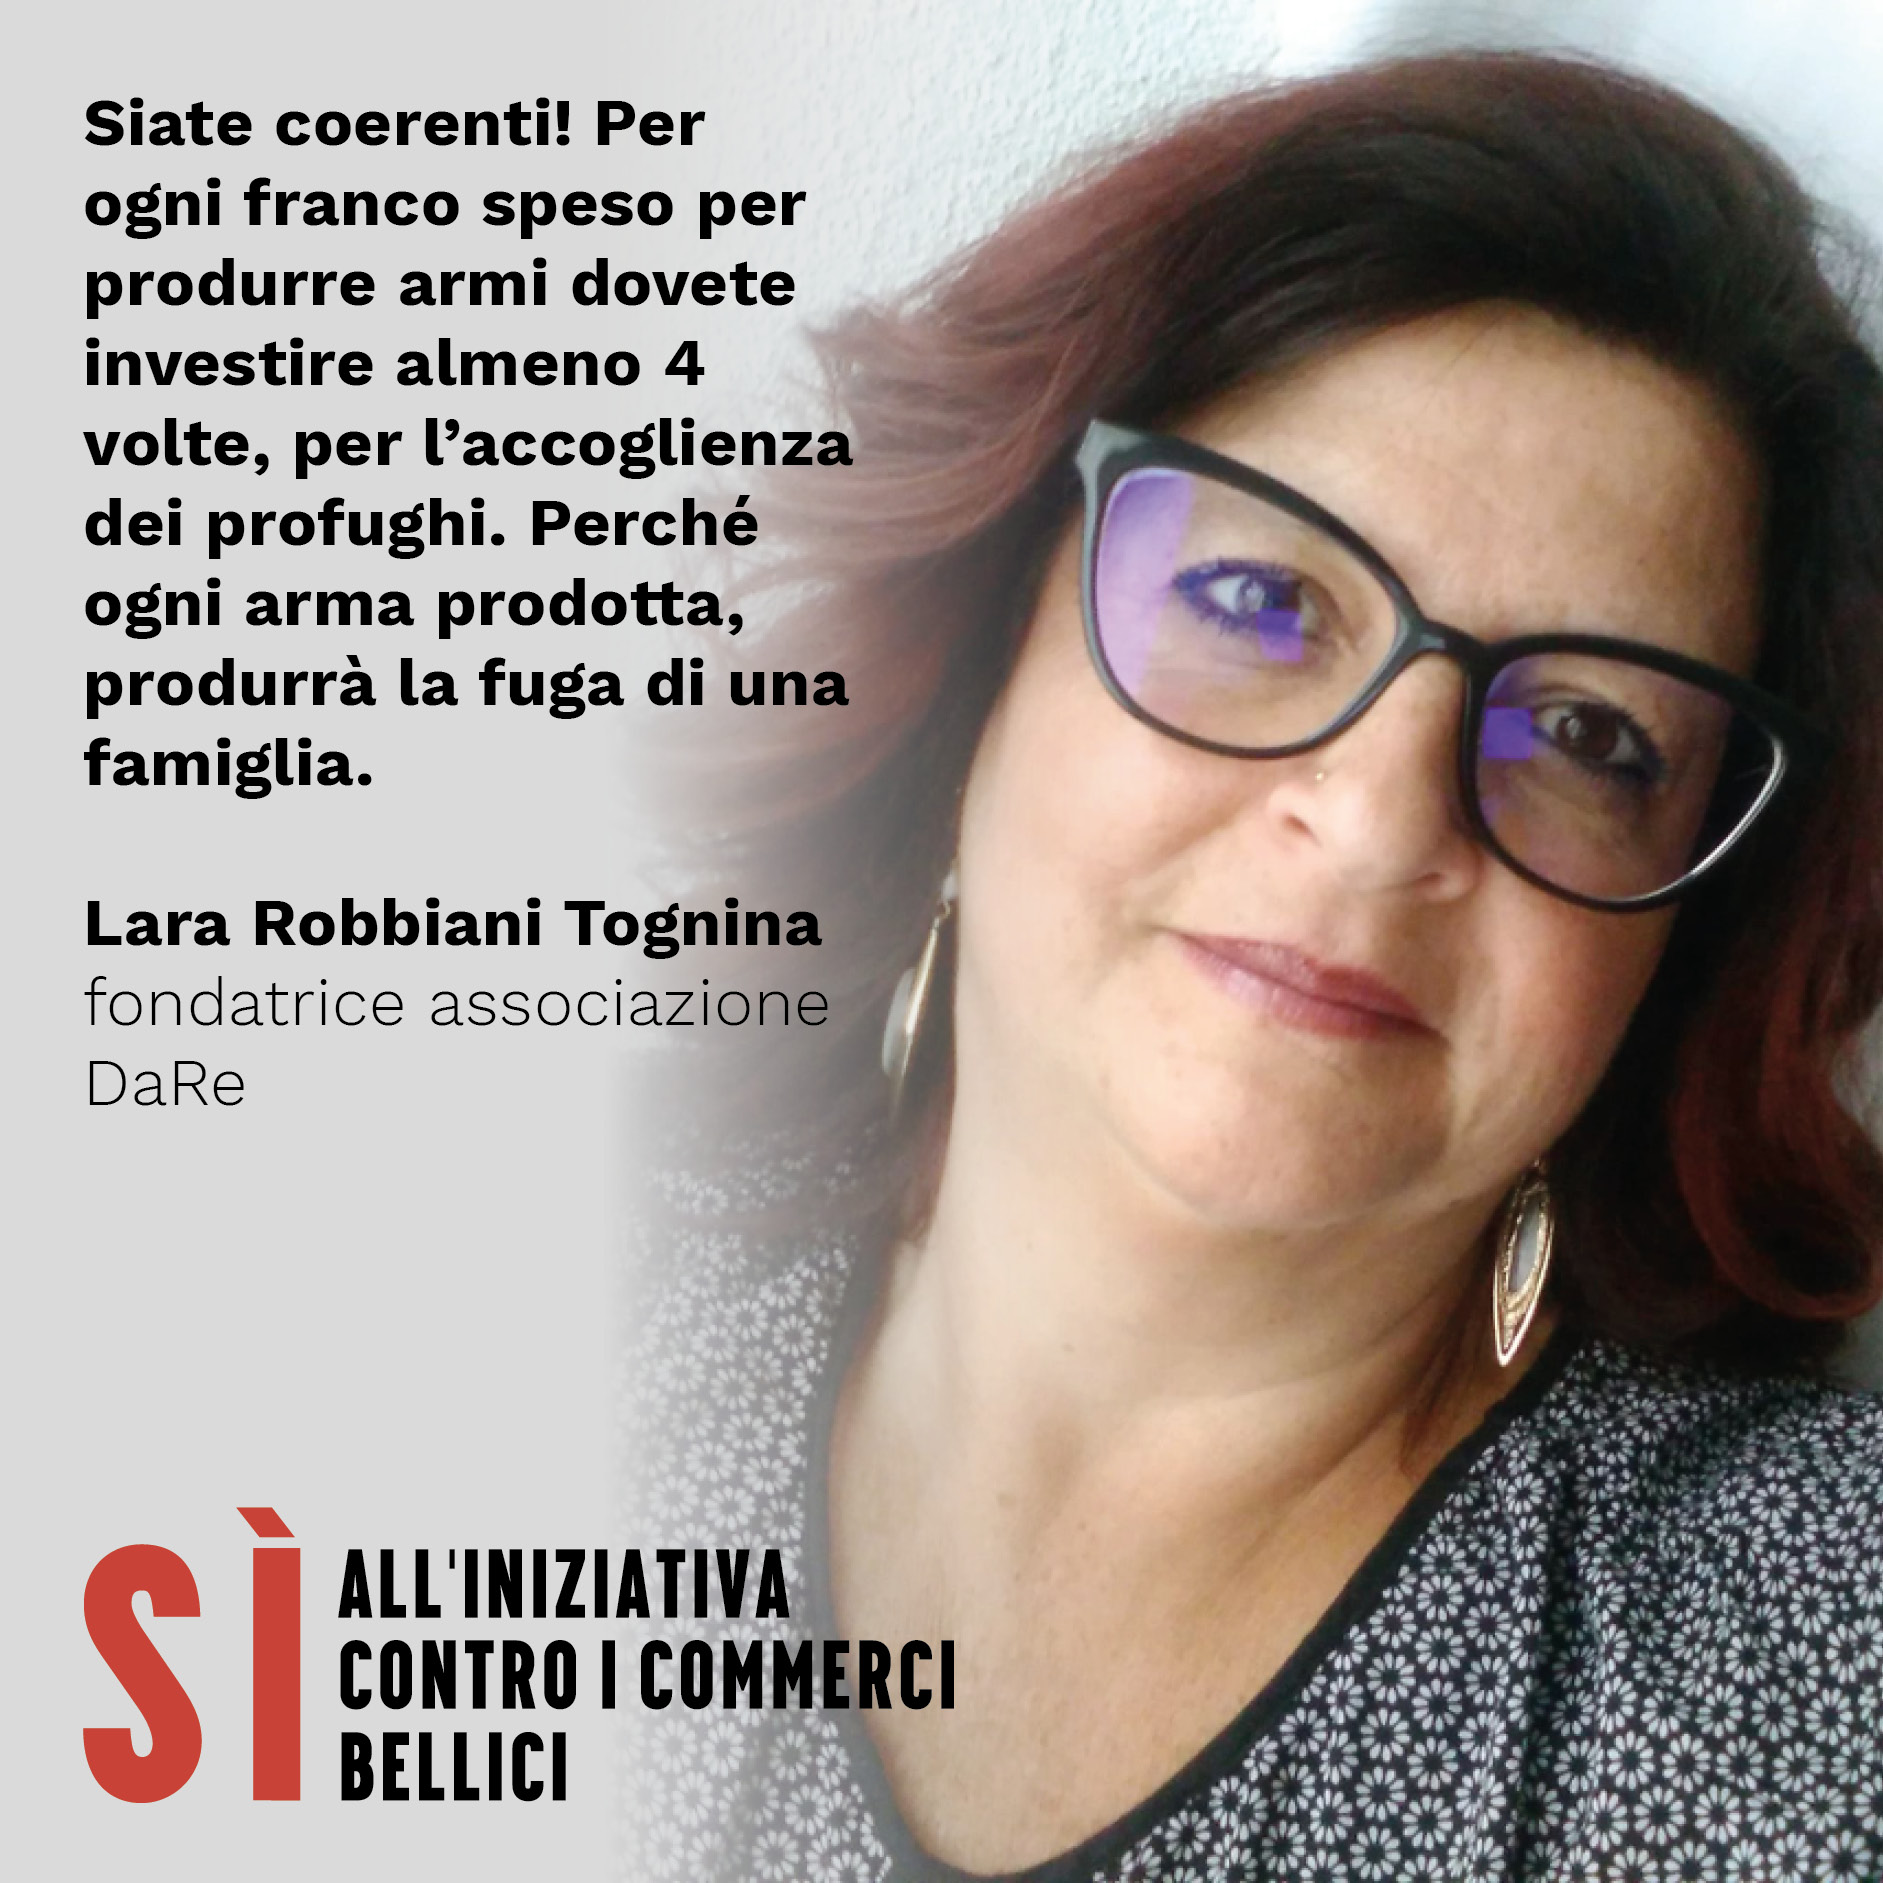 Siate coerenti! Per
ogni franco speso per
produrre armi dovete
investire almeno 4
volte, per l’accoglienza
dei profughi. Perché
ogni arma prodotta,
produrrà la fuga di una
famiglia.
Lara Robbiani Tognina
fondatrice associazione
DaRe
SÌ ALL'INIZIATIVA
CONTRO I COMMERCI
BELLICI